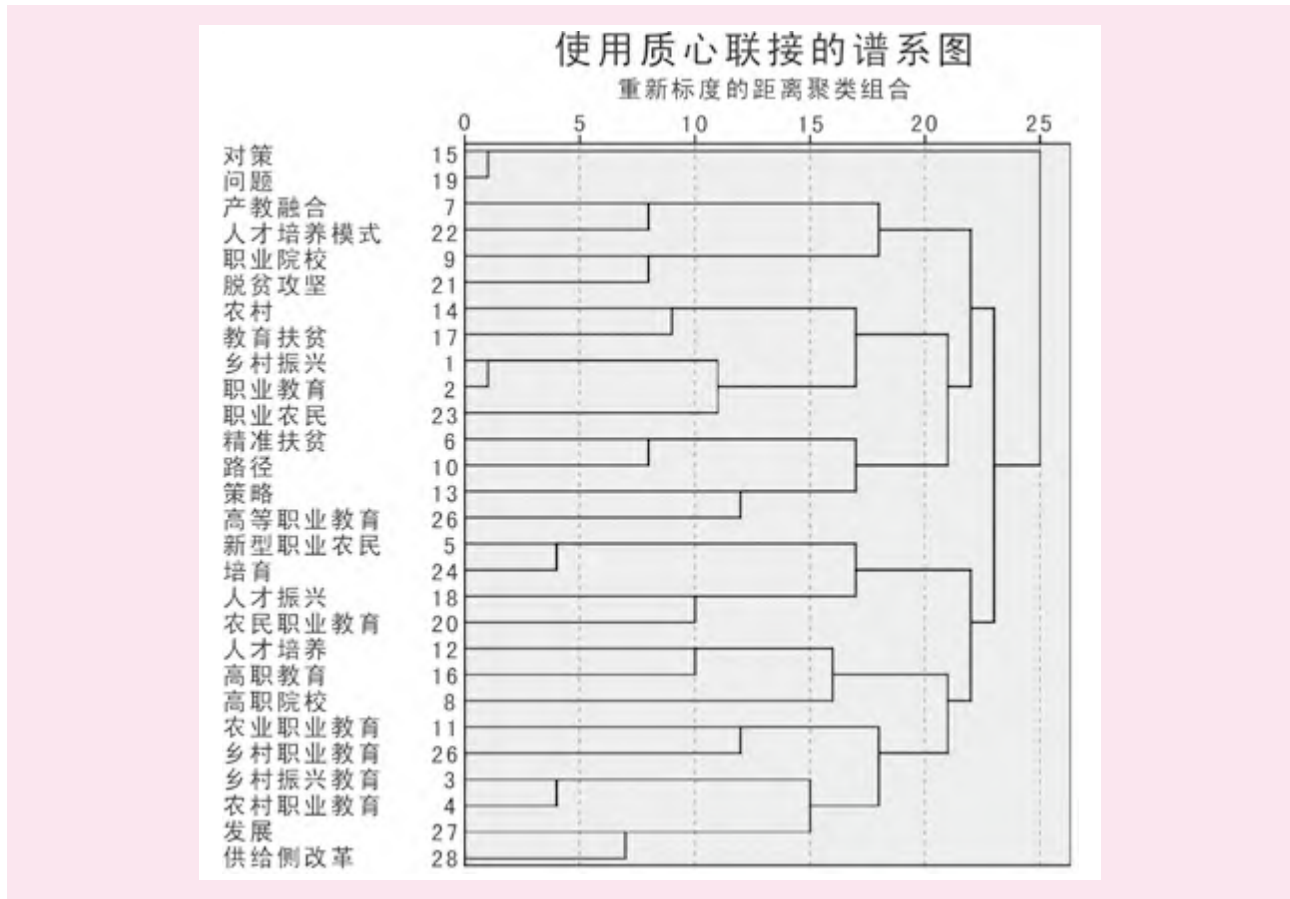 使用质心联接的谱系图
重新标度的距离聚类组合
0 5 10 15 20 25
对策 15
问题 19
产教融合 7
人才培养模式 22
职业院校 9
脱贫攻坚 21
农村 14
教育扶贫 17
乡村振兴 1
职业教育 2
职业农民 23
精准扶贫 6
路径 10
策略 13
高等职业教育 26
新型职业农民 5
培育 24
人才振兴 18
农民职业教育 20
人才培养 12
高职教育 16
高职院校 8
农业职业教育 11
乡村职业教育 26
乡村振兴教育 3
农村职业教育 4
发展 27
供给侧改革 28